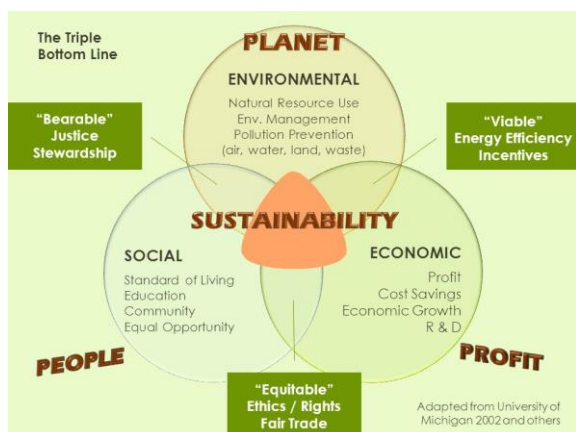 The Triple
Bottom Line
PLANET
ENVIRONMENTAL
Natural Resource Use
Env. Management
Pollution Prevention
(air, water, land, waste)
"Bearable"
Justice
Stewardship
"Viable"
Energy Efficiency
Incentives
SUSTAINABILITY
SOCIAL
Standard of Living
Education
Community
Equal Opportunity
ECONOMIC
Profit
Cost Savings
Economic Growth
R & D
PEOPLE
PROFIT
"Equitable"
Ethics / Rights
Fair Trade
Adapted from University of
Michigan 2002 and others